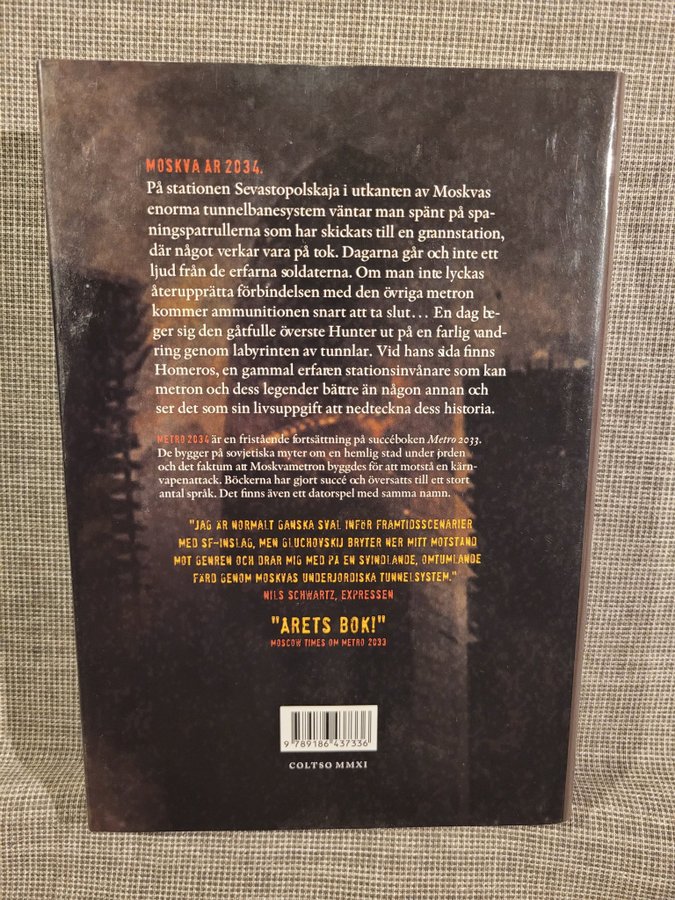 MOSKVA ÅR 2034.
På stationen Sevastopolskaja i utkanten av Moskvas
enorma tunnelbanesystem väntar man spänt på spa-
ningspatrullerna som har skickats till en grannstation,
där något verkar vara på tok. Dagarna går och inte ett
ljud från de erfarna soldaterna. Om man inte lyckas
återupprätta förbindelsen med den övriga metron
kommer ammunitionen snart att ta slut… En dag be-
ger sig den gåtfulle överste Hunter ut på en farlig vand-
ring genom labyrinten av tunnlar. Vid hans sida finns
Homeros, en gammal erfaren stationsinvånare som kan
metron och dess legender bättre än någon annan och
ser det som sin livsuppgift att nedteckna dess historia.
METRO 2034 är en fristående fortsättning på succéboken Metro 2033.
De bygger på sovjetiska myter om en hemlig stad under jorden
och det faktum att Moskvametron byggdes för att motstå en kärn-
vapenattack. Böckerna har gjort succé och översatts till ett stort
antal språk. Det finns även ett datorspel med samma namn.
"JAG ÄR NORMALT GANSKA SVAL INFÖR FRAMTIDSSCENARIER
MED SF-INSLAG, MEN GLUCHOVSKIJ BRYTER NER MITT MOTSTÅND
MOT GENREN OCH DRAR MIG MED PÅ EN SVINDLANDE, OMTUMLANDE
FÄRD GENOM MOSKVAS UNDERJORDISKA TUNNELSYSTEM."
NILS SCHWARTZ, EXPRESSEN
"ÅRETS BOK!"
MOSCOW TIMES OM METRO 2033
9 789186 437336
COLTSO MMXI